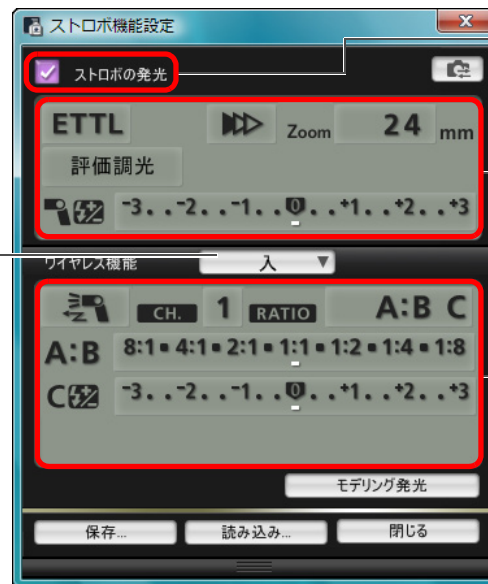 ストロボ機能設定
ストロボの発光
ETTL Zoom 24 mm
評価調光
-3..-2..-1..0..+1..+2..+3
ワイヤレス機能 入
CH. 1 RATIO A:B C
A:B 8:1 4:1 2:1 1:1 1:2 1:4 1:8
C -3..-2..-1..0..+1..+2..+3
モデリング発光
保存... 読み込み... 閉じる